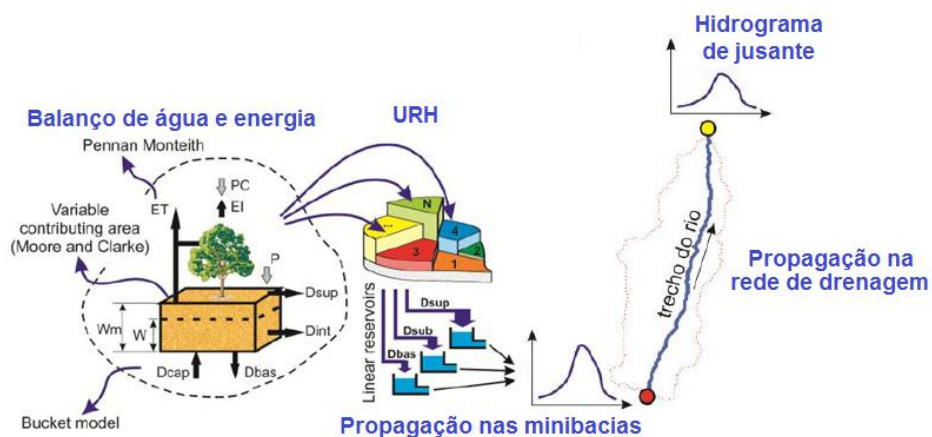 Balanço de água e energia
Pennan Monteith
Variable
contributing area
(Moore and Clarke)
ET
PC
EI
P
Dsup
Wm
W
Dint
Dcap
Dbas
Bucket model
URH
N
...
4
3
2
1
Linear reservoirs
Dsup
Dsub
Dbas
Propagação nas minibacias
Hidrograma
de jusante
trecho do rio
Propagação na
rede de drenagem